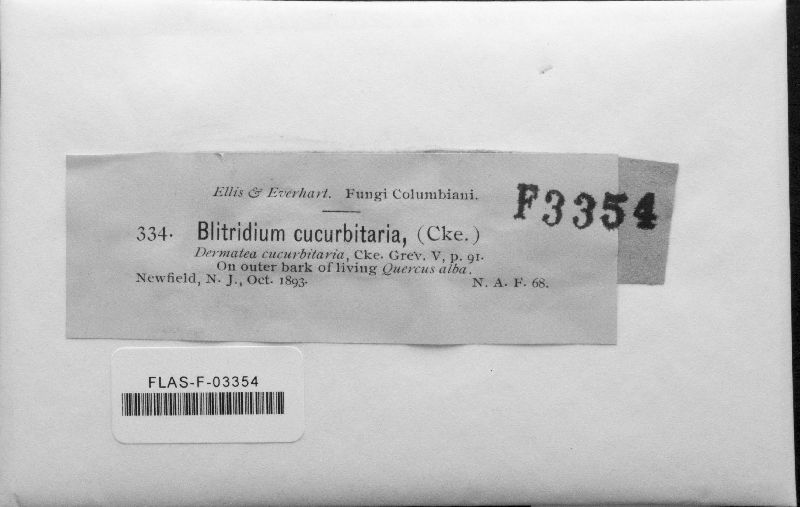 Ellis & Everhart. Fungi Columbiani.
F3354
334. Blitridium cucurbitaria, (Cke.)
Dermatea cucurbitaria, Cke. Grev. V, p. 91.
On outer bark of living Quercus alba.
Newfield, N. J., Oct. 1893. N. A. F. 68.
FLAS-F-03354